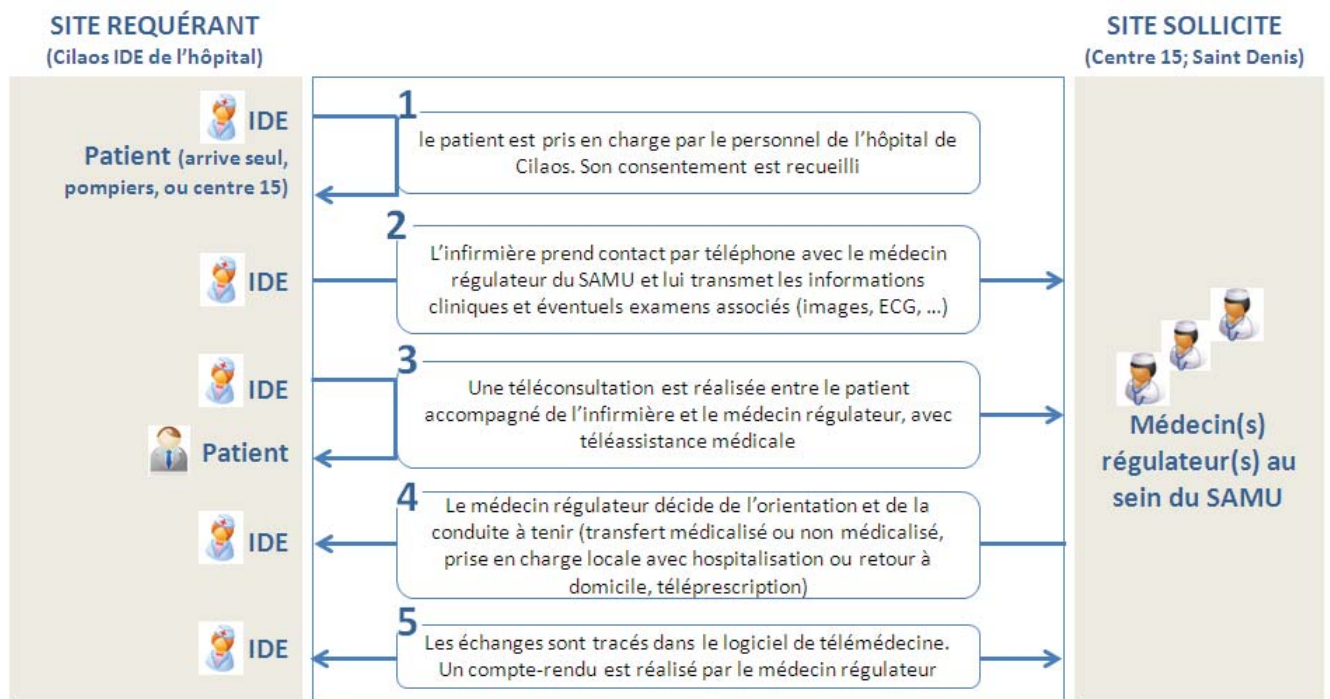 SITE REQUÉRANT
(Cilaos IDE de l'hôpital)
SITE SOLLICITE
(Centre 15; Saint Denis)
IDE
Patient (arrive seul,
pompiers, ou centre 15)
1
le patient est pris en charge par le personnel de l'hôpital de
Cilaos. Son consentement est recueilli
IDE
2
L'infirmière prend contact par téléphone avec le médecin
régulateur du SAMU et lui transmet les informations
cliniques et éventuels examens associés (images, ECG, ...)
IDE
Patient
3
Une téléconsultation est réalisée entre le patient
accompagné de l'infirmière et le médecin régulateur, avec
téléassistance médicale
Médecin(s)
régulateur(s) au
sein du SAMU
IDE
4
Le médecin régulateur décide de l'orientation et de la
conduite à tenir (transfert médicalisé ou non médicalisé,
prise en charge locale avec hospitalisation ou retour à
domicile, téléprescription)
IDE
5
Les échanges sont tracés dans le logiciel de télémédecine.
Un compte-rendu est réalisé par le médecin régulateur